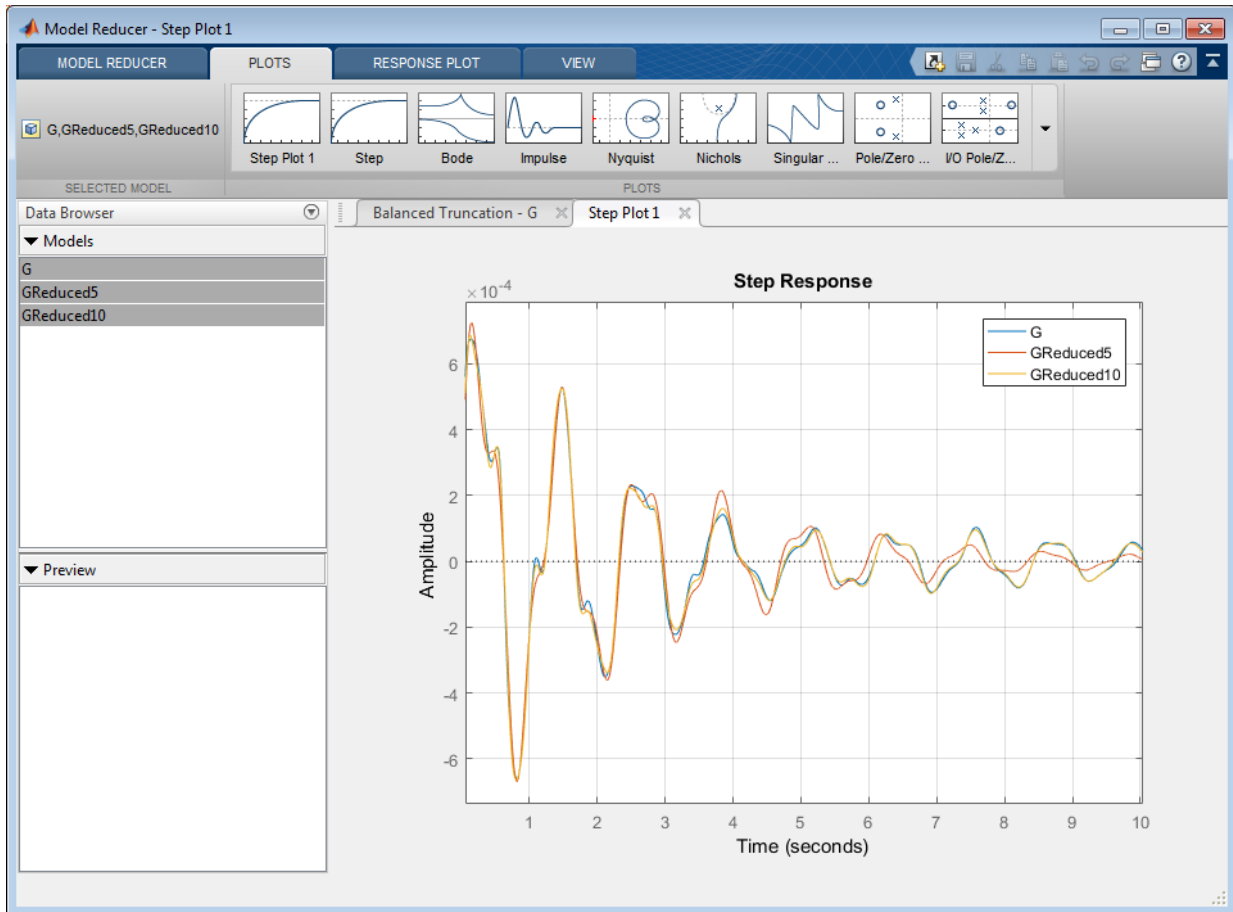 Model Reducer - Step Plot 1
MODEL REDUCER PLOTS RESPONSE PLOT VIEW
G,GReduced5,GReduced10
Step Plot 1 Step Bode Impulse Nyquist Nichols Singular ... Pole/Zero ... I/O Pole/Z...
SELECTED MODEL PLOTS
Data Browser
Models
G
GReduced5
GReduced10
Preview
Balanced Truncation - G Step Plot 1
Step Response
×10^-4
G
GReduced5
GReduced10
6
4
2
0
-2
-4
-6
Amplitude
1 2 3 4 5 6 7 8 9 10
Time (seconds)